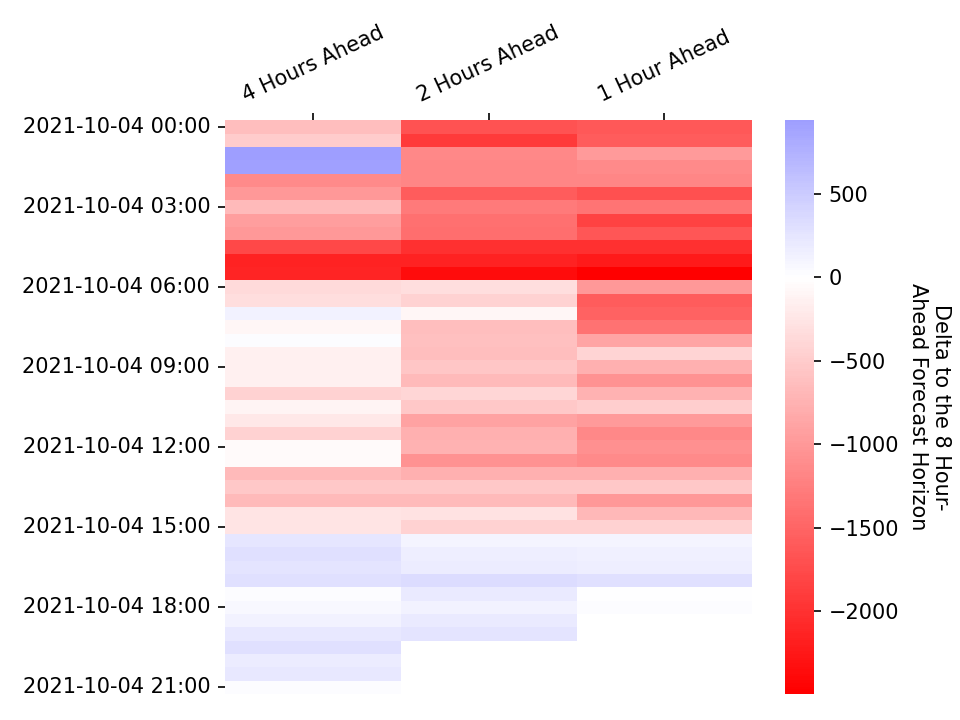 4 Hours Ahead
2 Hours Ahead
1 Hour Ahead
2021-10-04 00:00
2021-10-04 03:00
2021-10-04 06:00
2021-10-04 09:00
2021-10-04 12:00
2021-10-04 15:00
2021-10-04 18:00
2021-10-04 21:00
500
0
−500
−1000
−1500
−2000
Delta to the 8 Hour-
Ahead Forecast Horizon